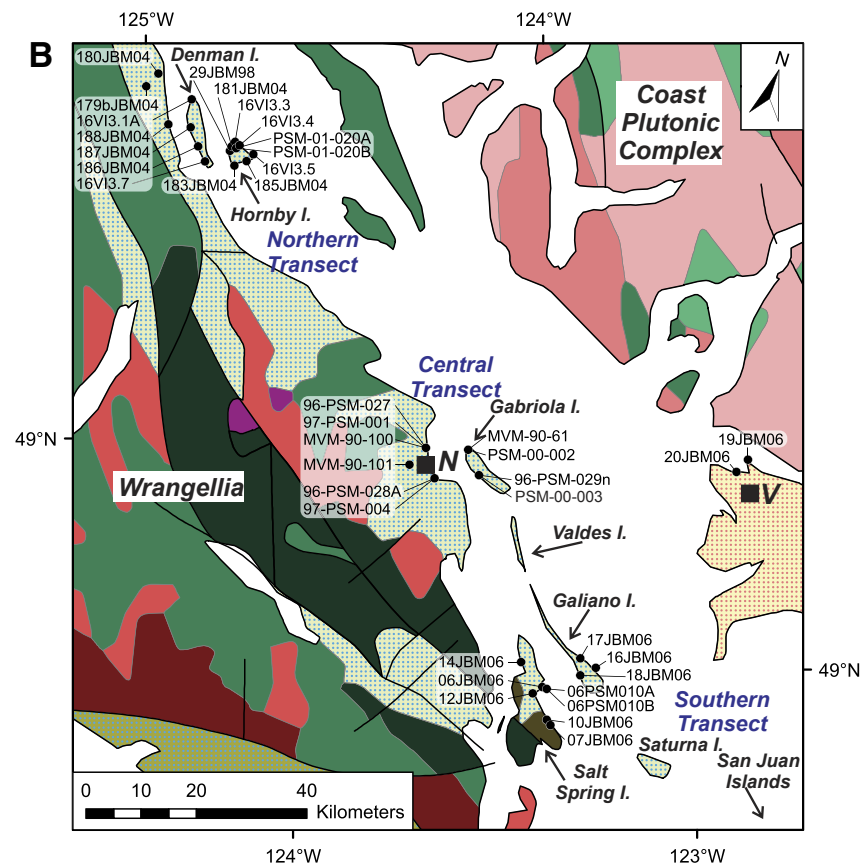 125°W
124°W
B
N
180JBM04
Denman I.
29JBM98
181JBM04
16VI3.3
16VI3.4
179bJBM04
16VI3.1A
188JBM04
187JBM04
186JBM04
16VI3.7
183JBM04
PSM-01-020A
PSM-01-020B
16VI3.5
185JBM04
Hornby I.
Northern
Transect
Coast
Plutonic
Complex
Central
Transect
Gabriola I.
96-PSM-027
97-PSM-001
MVM-90-100
MVM-90-101
96-PSM-028A
97-PSM-004
N
MVM-90-61
PSM-00-002
96-PSM-029n
PSM-00-003
19JBM06
20JBM06
V
49°N
Wrangellia
Valdes I.
Galiano I.
17JBM06
16JBM06
18JBM06
14JBM06
06JBM06
12JBM06
06PSM010A
06PSM010B
10JBM06
07JBM06
49°N
Southern
Transect
Saturna I.
San Juan
Islands
Salt
Spring I.
0 10 20 40
Kilometers
124°W
123°W